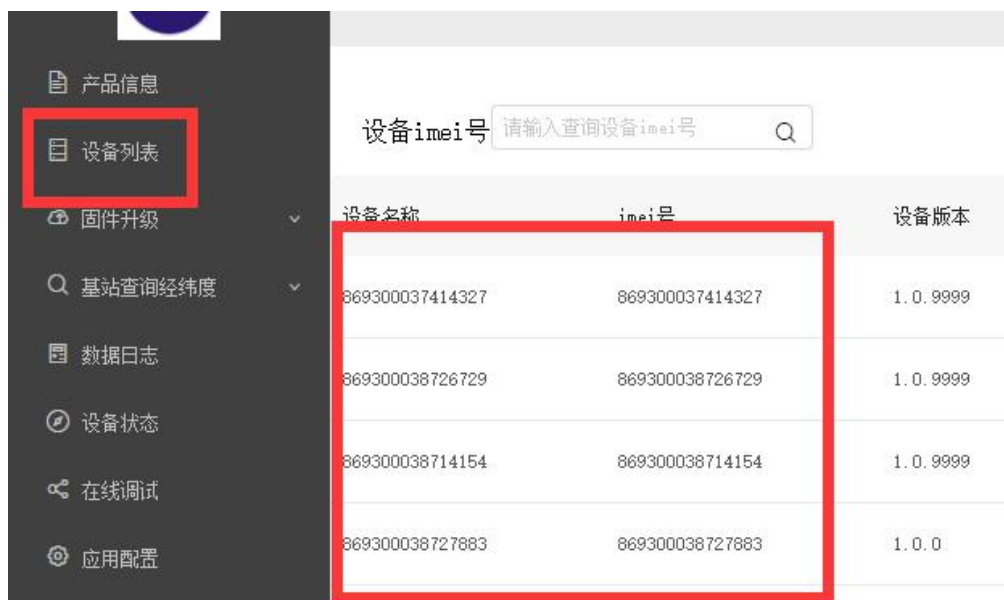 产品信息
设备列表
固件升级
基站查询经纬度
数据日志
设备状态
在线调试
应用配置
设备imei号 请输入查询设备imei号
设备名称 imei号 设备版本
869300037414327 869300037414327 1.0.9999
869300038726729 869300038726729 1.0.9999
869300038714154 869300038714154 1.0.9999
869300038727883 869300038727883 1.0.0